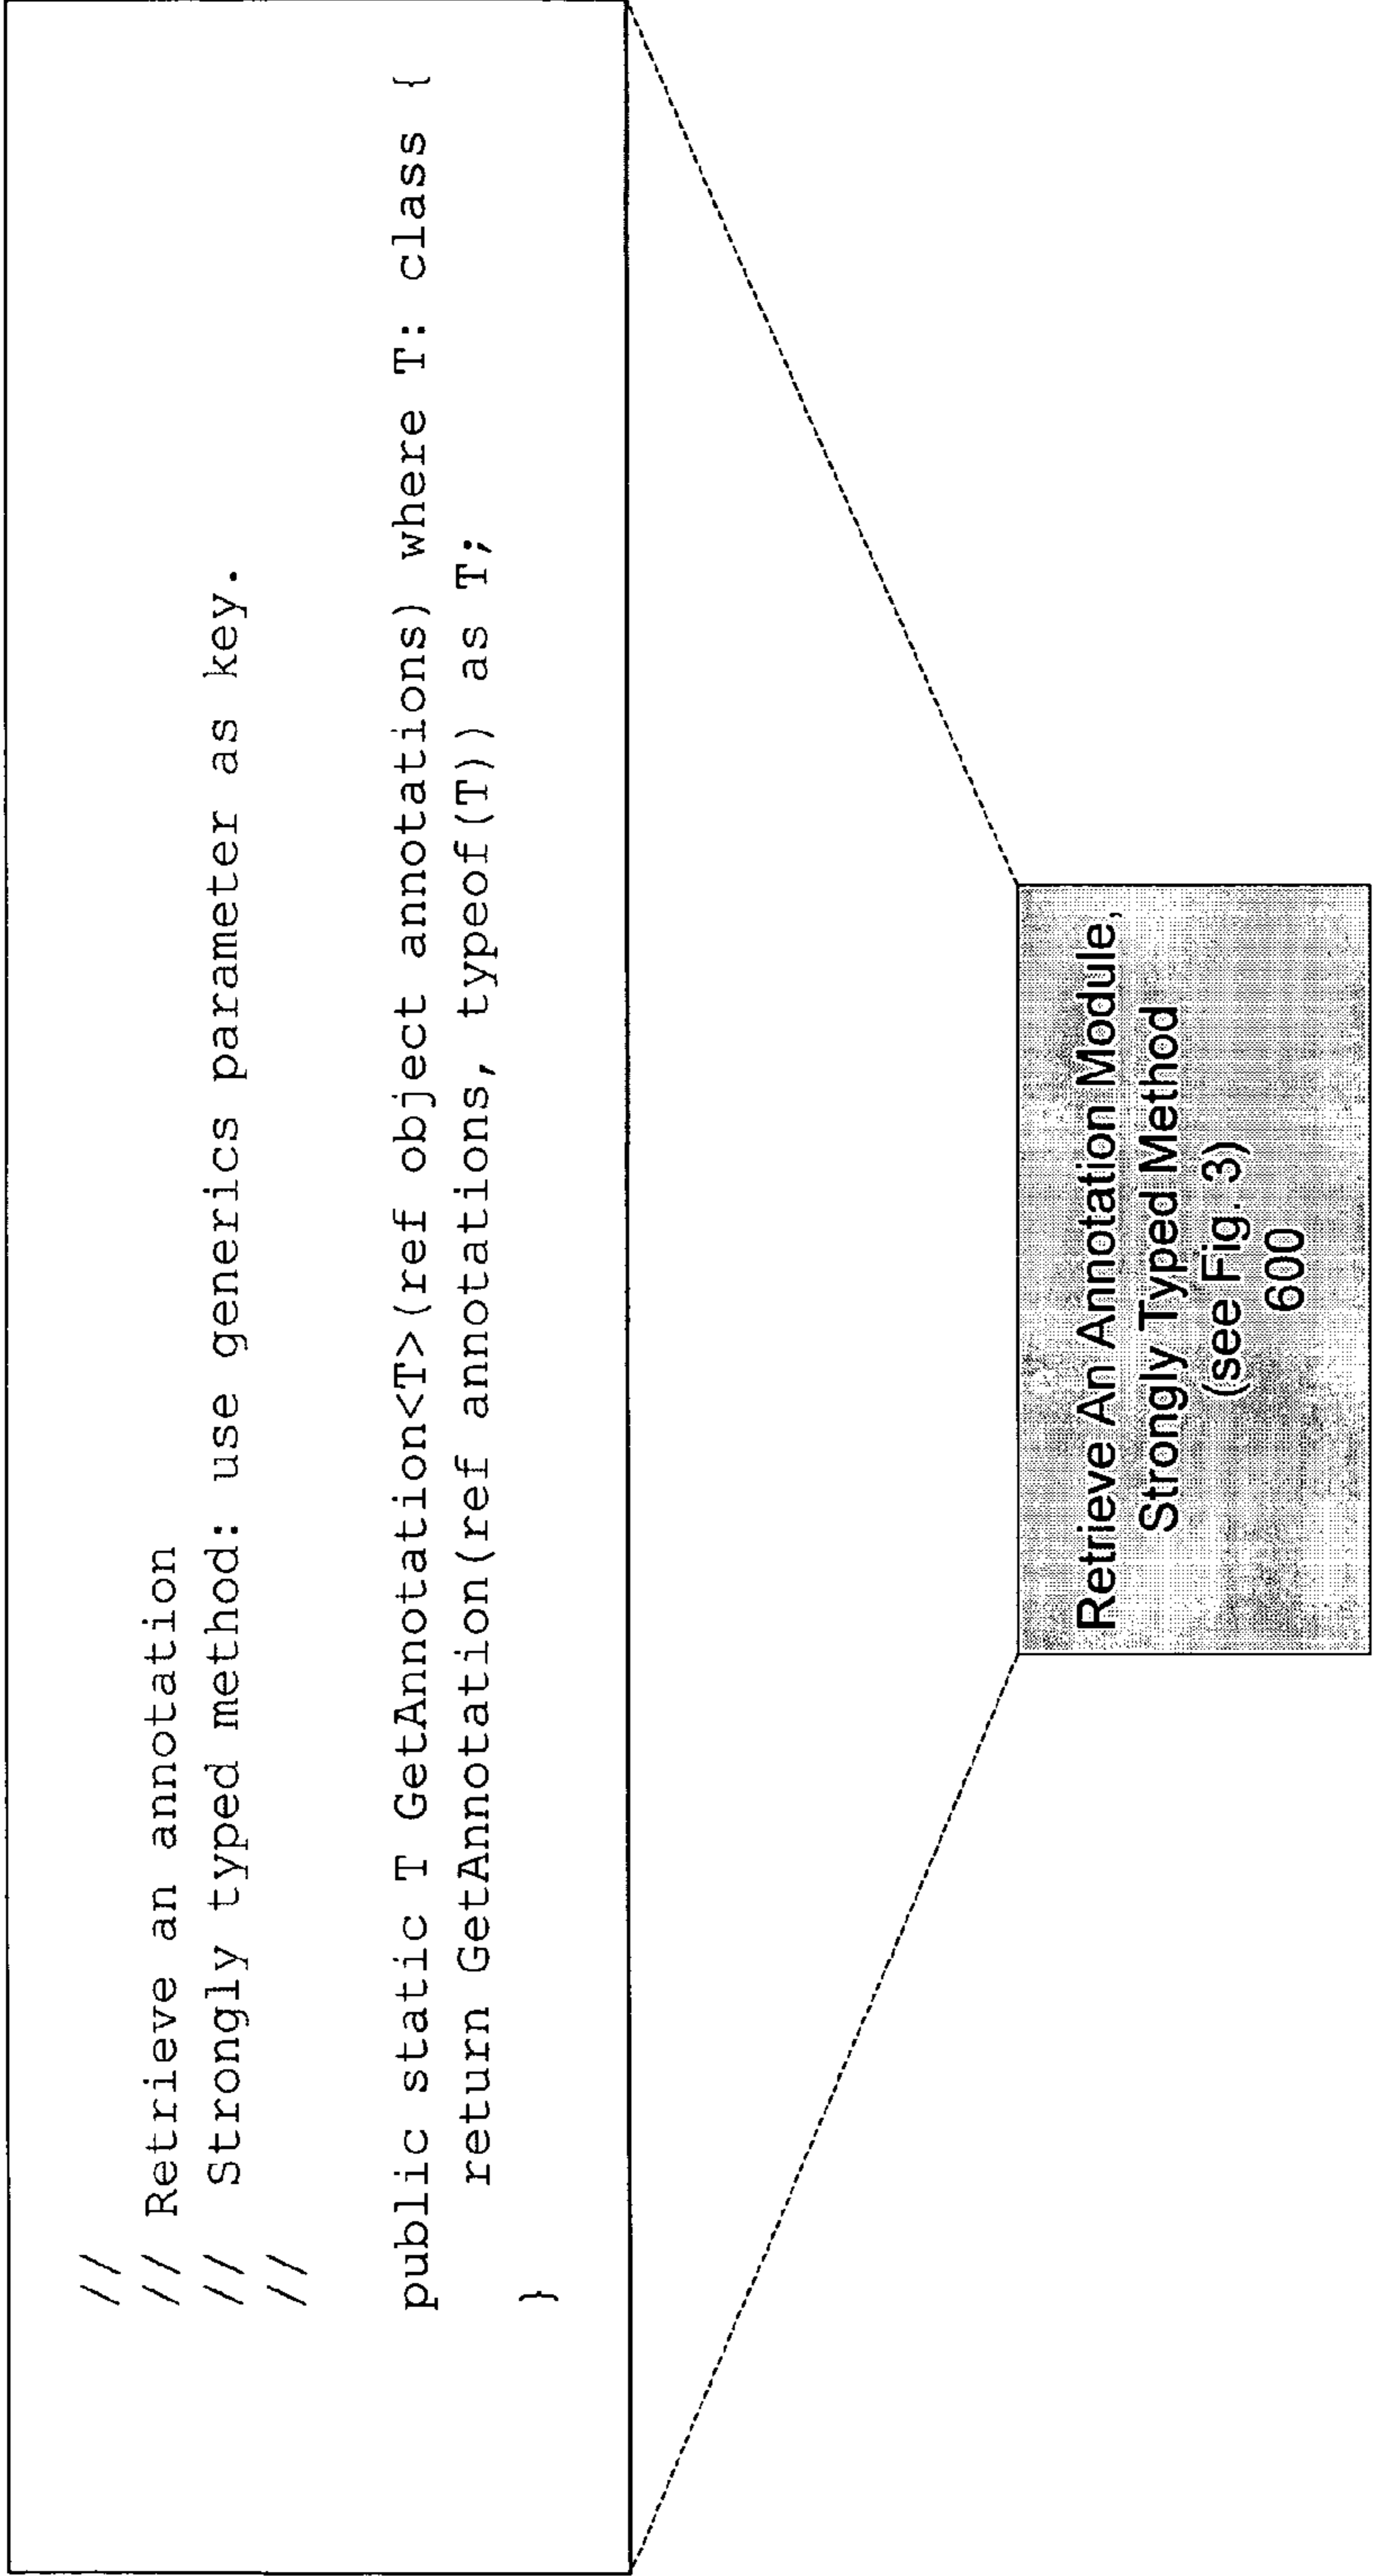 //
// Retrieve an annotation
//   Strongly typed method: use generics parameter as key.
//
public static T GetAnnotation<T>(ref object annotations) where T: class {
    return GetAnnotation(ref annotations, typeof(T)) as T;
}
Retrieve An Annotation Module,
Strongly Typed Method
(see Fig. 3)
600